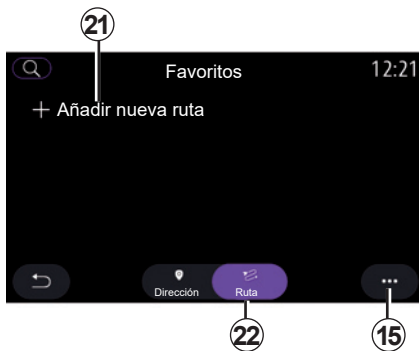 21
Favoritos 12:21
+ Añadir nueva ruta
Dirección Ruta
...
22 15